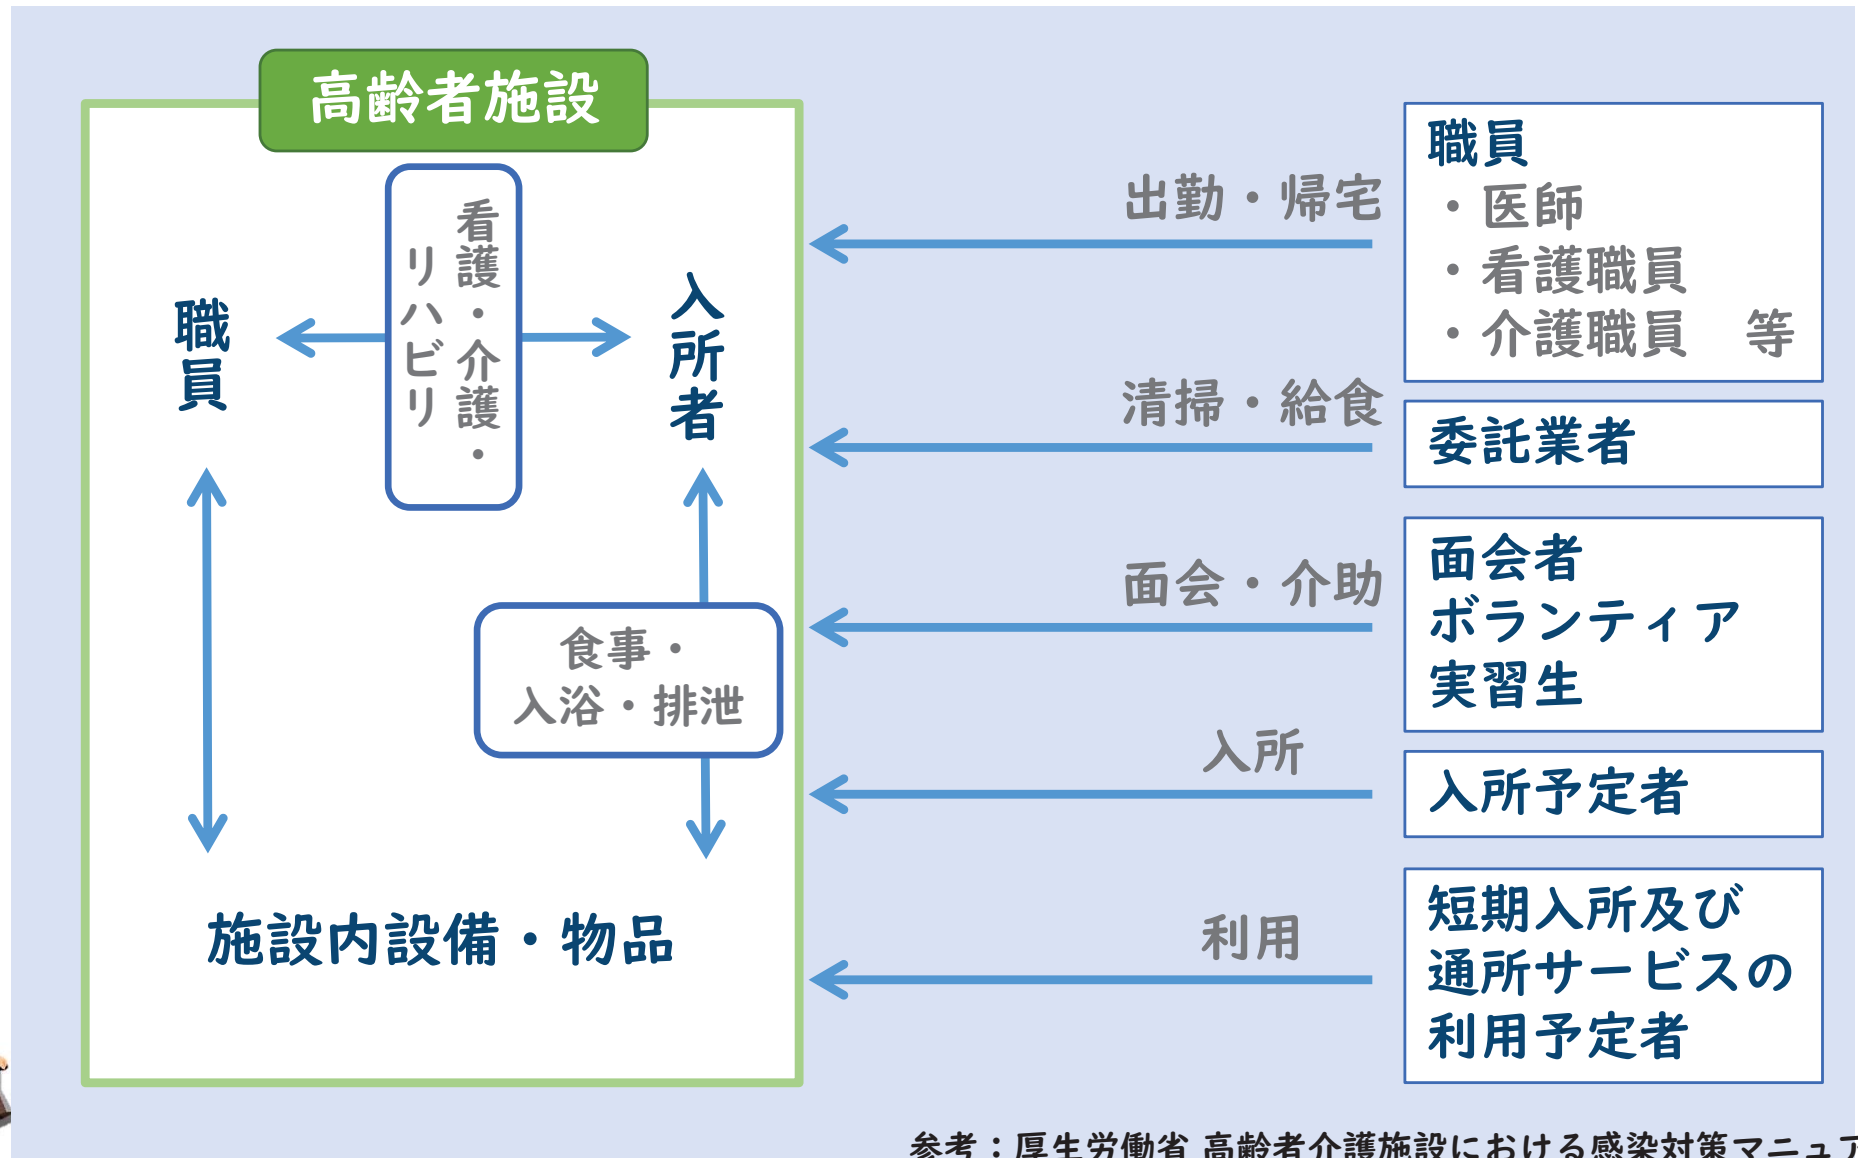 高齢者施設
看護・介護・
リハビリ
職員
入所者
食事・
入浴・排泄
施設内設備・物品
出勤・帰宅
職員
・医師
・看護職員
・介護職員　等
清掃・給食
委託業者
面会・介助
面会者
ボランティア
実習生
入所
入所予定者
利用
短期入所及び
通所サービスの
利用予定者
参考：厚生労働省 高齢者介護施設における感染対策マニュア